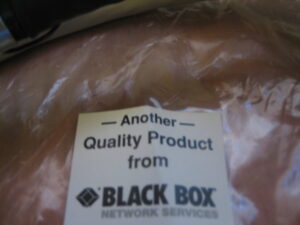 — Another —
Quality Product
from
BLACK BOX
NETWORK SERVICES